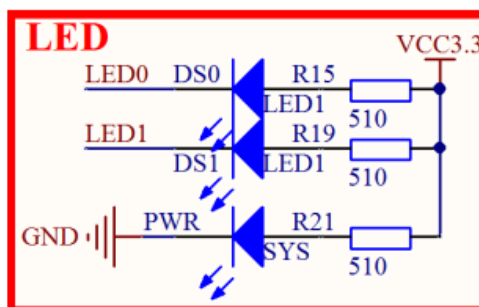 LED
VCC3.3
LED0 DS0 R15
LED1 510
LED1 R19
DS1 LED1 510
GND PWR R21
SYS 510